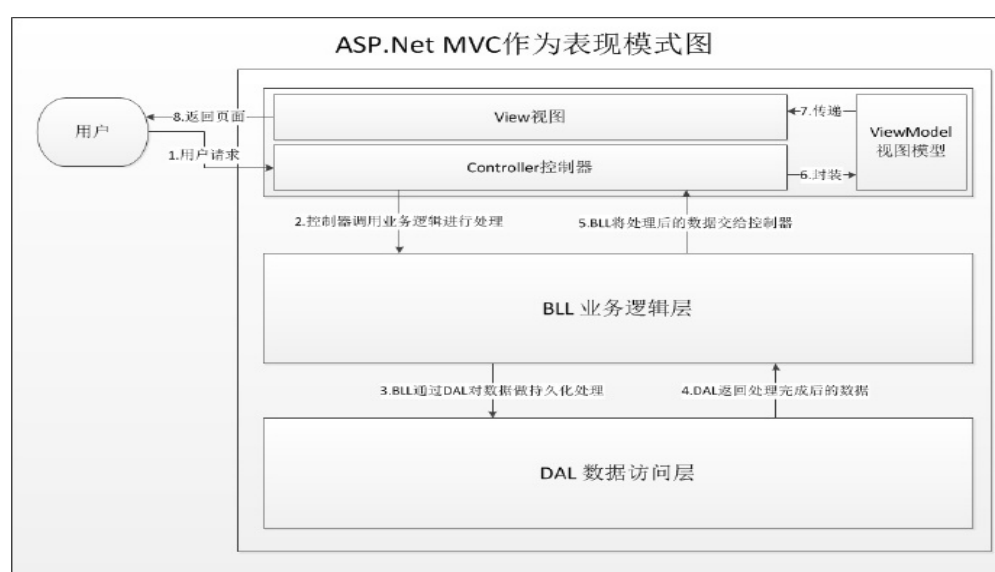 ASP.Net MVC作为表现模式图
用户
8.返回页面
1.用户请求
View视图
7.传递
ViewModel
视图模型
Controller控制器
6.封装
2.控制器调用业务逻辑进行处理
5.BLL将处理后的数据交给控制器
BLL 业务逻辑层
3.BLL通过DAL对数据做持久化处理
4.DAL返回处理完成后的数据
DAL 数据访问层